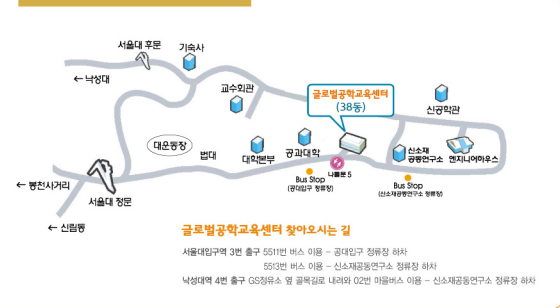 서울대 후문
기숙사
← 낙성대
교수회관
글로벌공학교육센터
(38동)
신공학관
대운동장
법대
대학본부
공과대학
신소재
공동연구소
엔지니어하우스
나들문 5
Bus Stop
(공대입구 정류장)
Bus Stop
(신소재공동연구소 정류장)
← 봉천사거리
서울대 정문
신림동
글로벌공학교육센터 찾아오시는 길
서울대입구역 3번 출구 5511번 버스 이용 - 공대입구 정류장 하차
5513번 버스 이용 - 신소재공동연구소 정류장 하차
낙성대역 4번 출구 GS정유소 옆 골목길로 내려와 02번 마을버스 이용 - 신소재공동연구소 정류장 하차